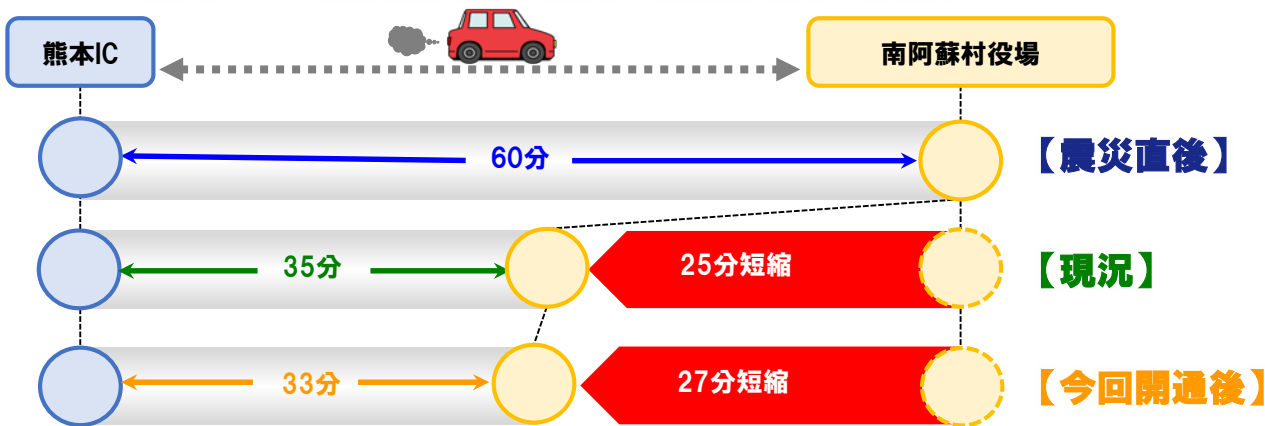 熊本IC
南阿蘇村役場
60分
【震災直後】
35分
25分短縮
【現況】
33分
27分短縮
【今回開通後】